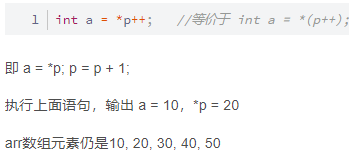 1 int a = *p++; //等价于 int a = *(p++);
即 a = *p; p = p + 1;
执行上面语句，输出 a = 10，*p = 20
arr数组元素仍是10, 20, 30, 40, 50